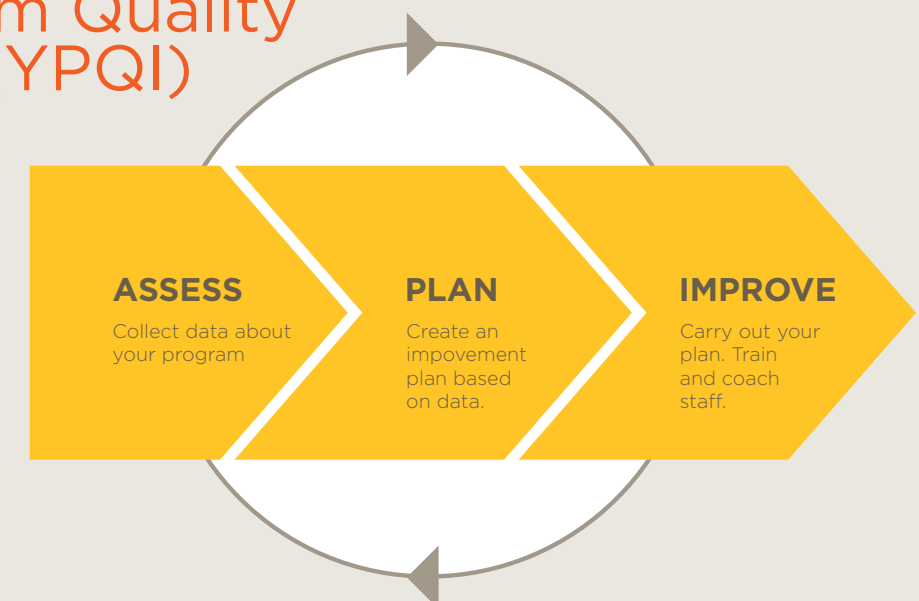 m Quality
YPQI)
ASSESS
Collect data about
your program
PLAN
Create an
impovement
plan based
on data.
IMPROVE
Carry out your
plan. Train
and coach
staff.